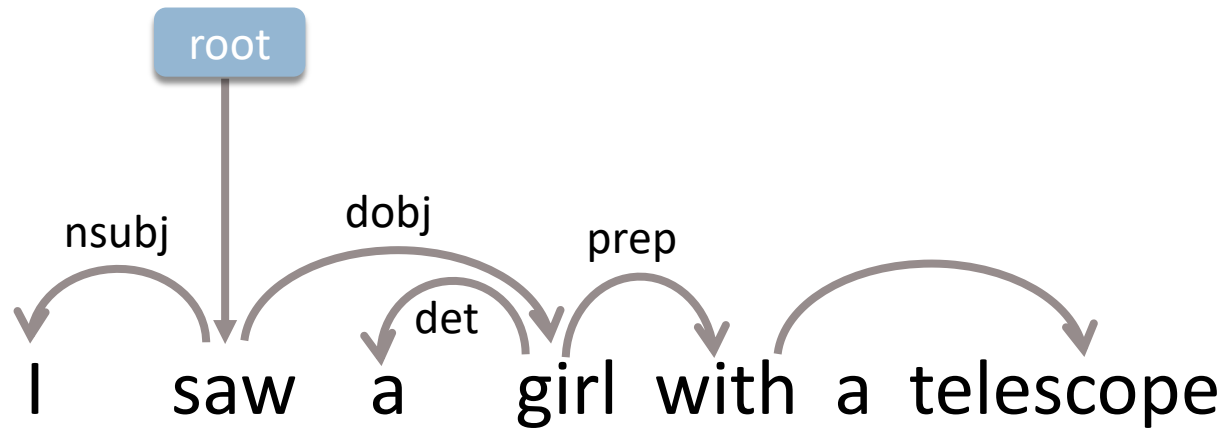 root
dobj
nsubj
prep
det
I saw a girl with a telescope